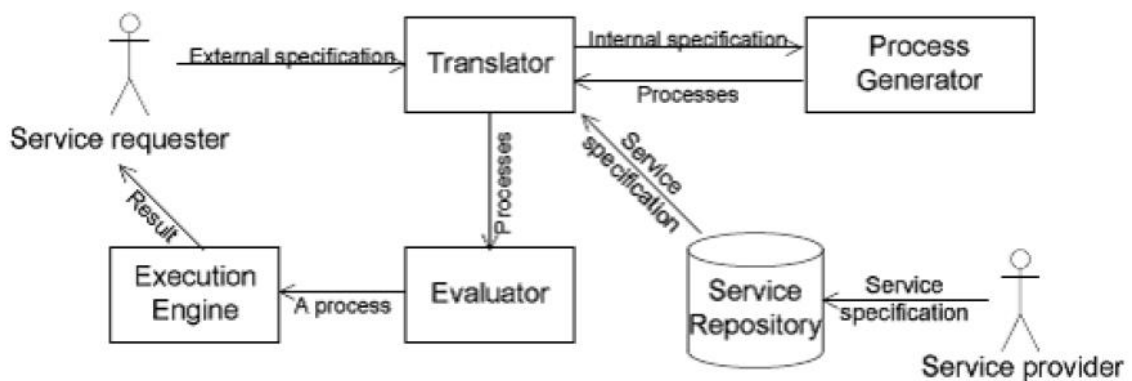 External specification
Translator
Internal specification
Processes
Process
Generator
Service requester
Processes
Service
specification
Result
Execution
Engine
A process
Evaluator
Service
Repository
Service
specification
Service provider